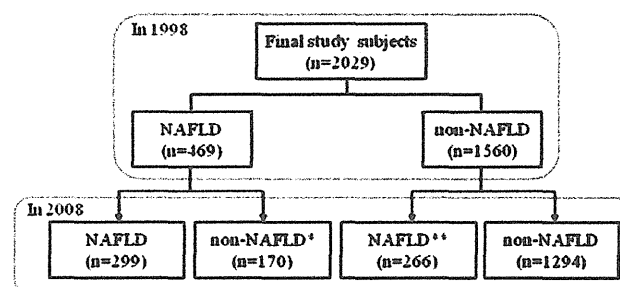 In 1998
Final study subjects
(n=2029)
NAFLD
(n=469)
non-NAFLD
(n=1560)
In 2008
NAFLD
(n=299)
non-NAFLD*
(n=170)
NAFLD**
(n=266)
non-NAFLD
(n=1294)